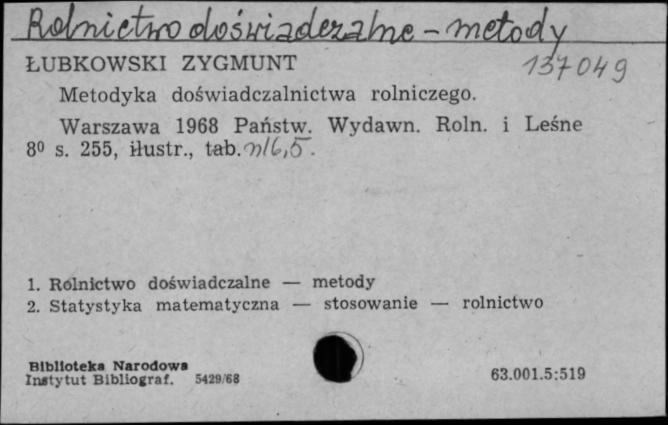 Rolnictwo doświadczalne – metody
ŁUBKOWSKI ZYGMUNT 137049
Metodyka doświadczalnictwa rolniczego.
Warszawa 1968 Państw. Wydawn. Roln. i Leśne
8⁰ s. 255, ilustr., tab. nlb, 5.
1. Rolnictwo doświadczalne — metody
2. Statystyka matematyczna — stosowanie — rolnictwo
Biblioteka Narodowa
Instytut Bibliograf. 5429/68 63.001.5:519